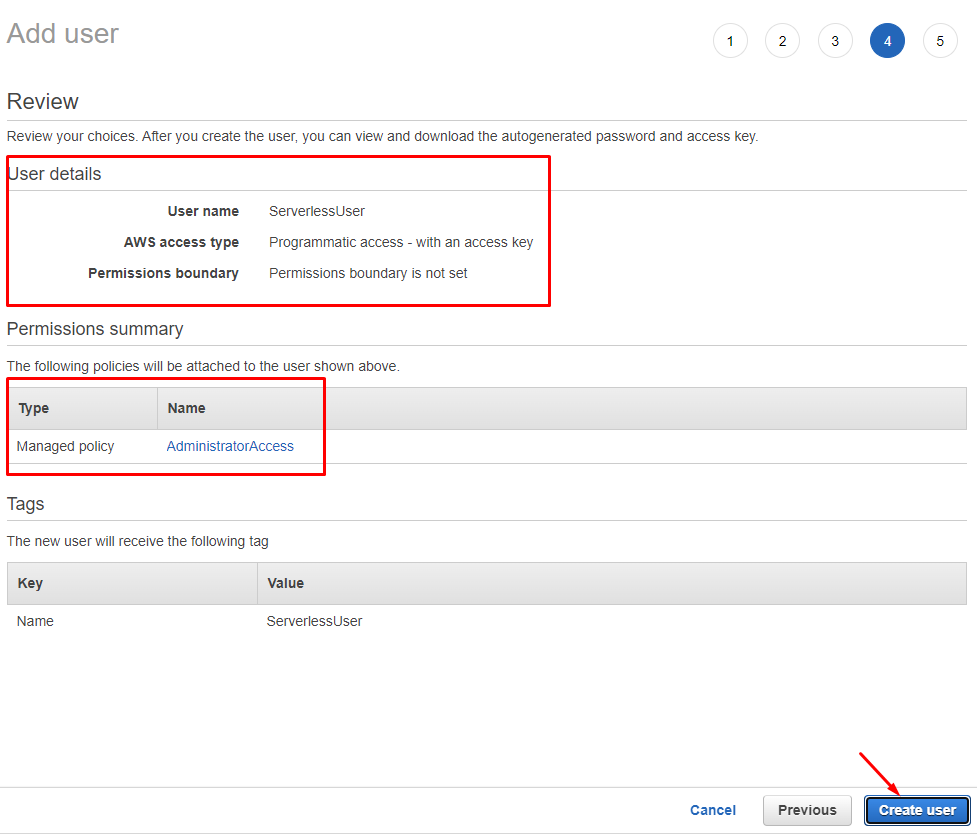 Add user
1 2 3 4 5
Review
Review your choices. After you create the user, you can view and download the autogenerated password and access key.
User details
User name ServerlessUser
AWS access type Programmatic access - with an access key
Permissions boundary Permissions boundary is not set
Permissions summary
The following policies will be attached to the user shown above.
Type Name
Managed policy AdministratorAccess
Tags
The new user will receive the following tag
Key Value
Name ServerlessUser
Cancel Previous Create user